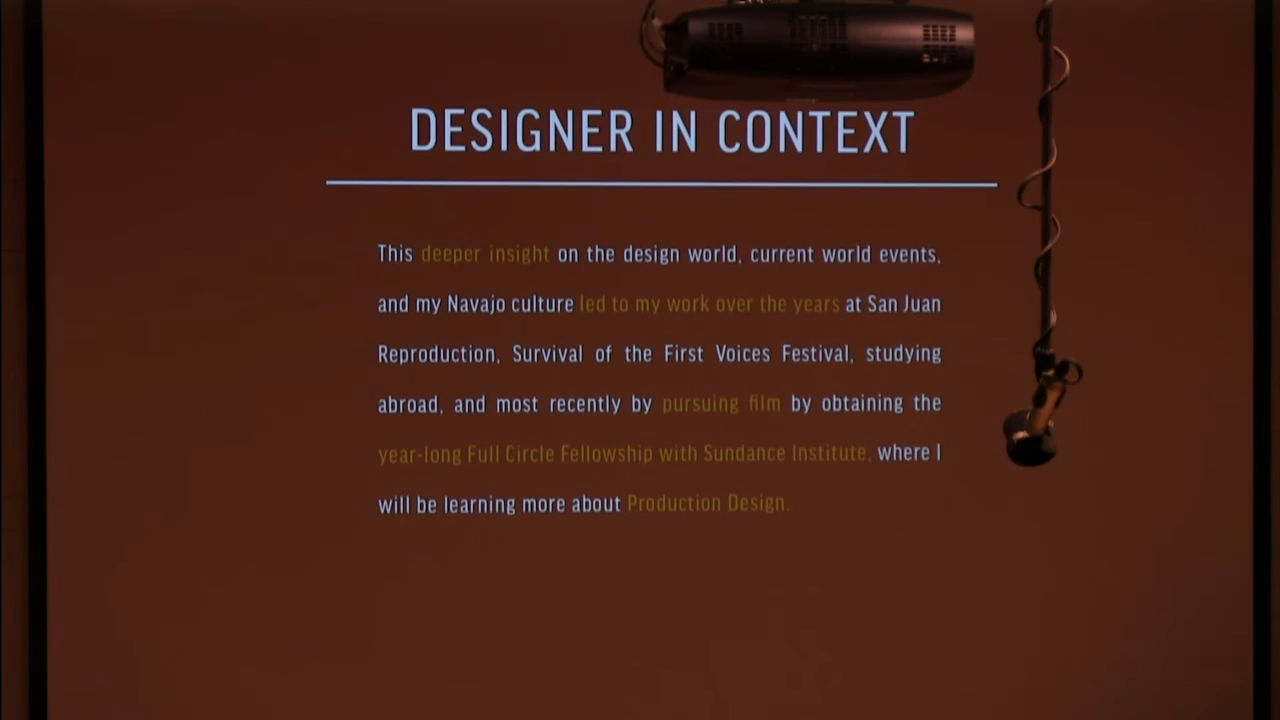 DESIGNER IN CONTEXT
This deeper insight on the design world, current world events,
and my Navajo culture led to my work over the years at San Juan
Reproduction, Survival of the First Voices Festival, studying
abroad, and most recently by pursuing film by obtaining the
year-long Full Circle Fellowship with Sundance Institute, where I
will be learning more about Production Design.